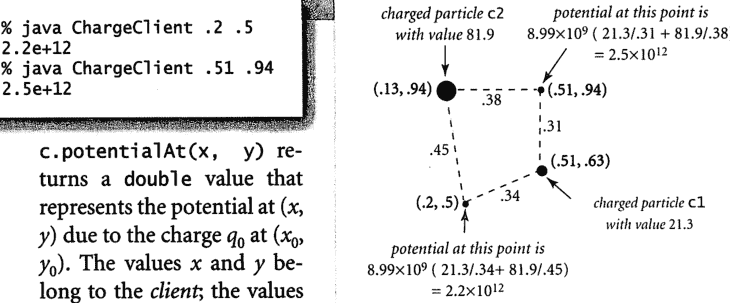 % java ChargeClient .2 .5
2.2e+12
% java ChargeClient .51 .94
2.5e+12
c.potentialAt(x, y) re-
turns a double value that
represents the potential at (x,
y) due to the charge q₀ at (x₀,
y₀). The values x and y be-
long to the client; the values
charged particle c2
with value 81.9
potential at this point is
8.99×10⁹ ( 21.3/.31 + 81.9/.38)
= 2.5×10¹²
(.13, .94)
.38
(.51, .94)
.31
.45
(.51, .63)
(.2, .5)
.34
charged particle c1
with value 21.3
potential at this point is
8.99×10⁹ ( 21.3/.34+ 81.9/.45)
= 2.2×10¹²